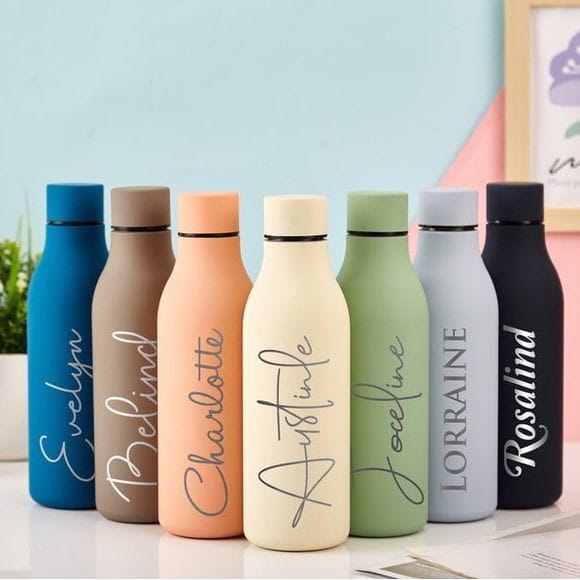 Evelyn
Belind
Charlotte
Austinle
Joceline
LORRAINE
Rosalind